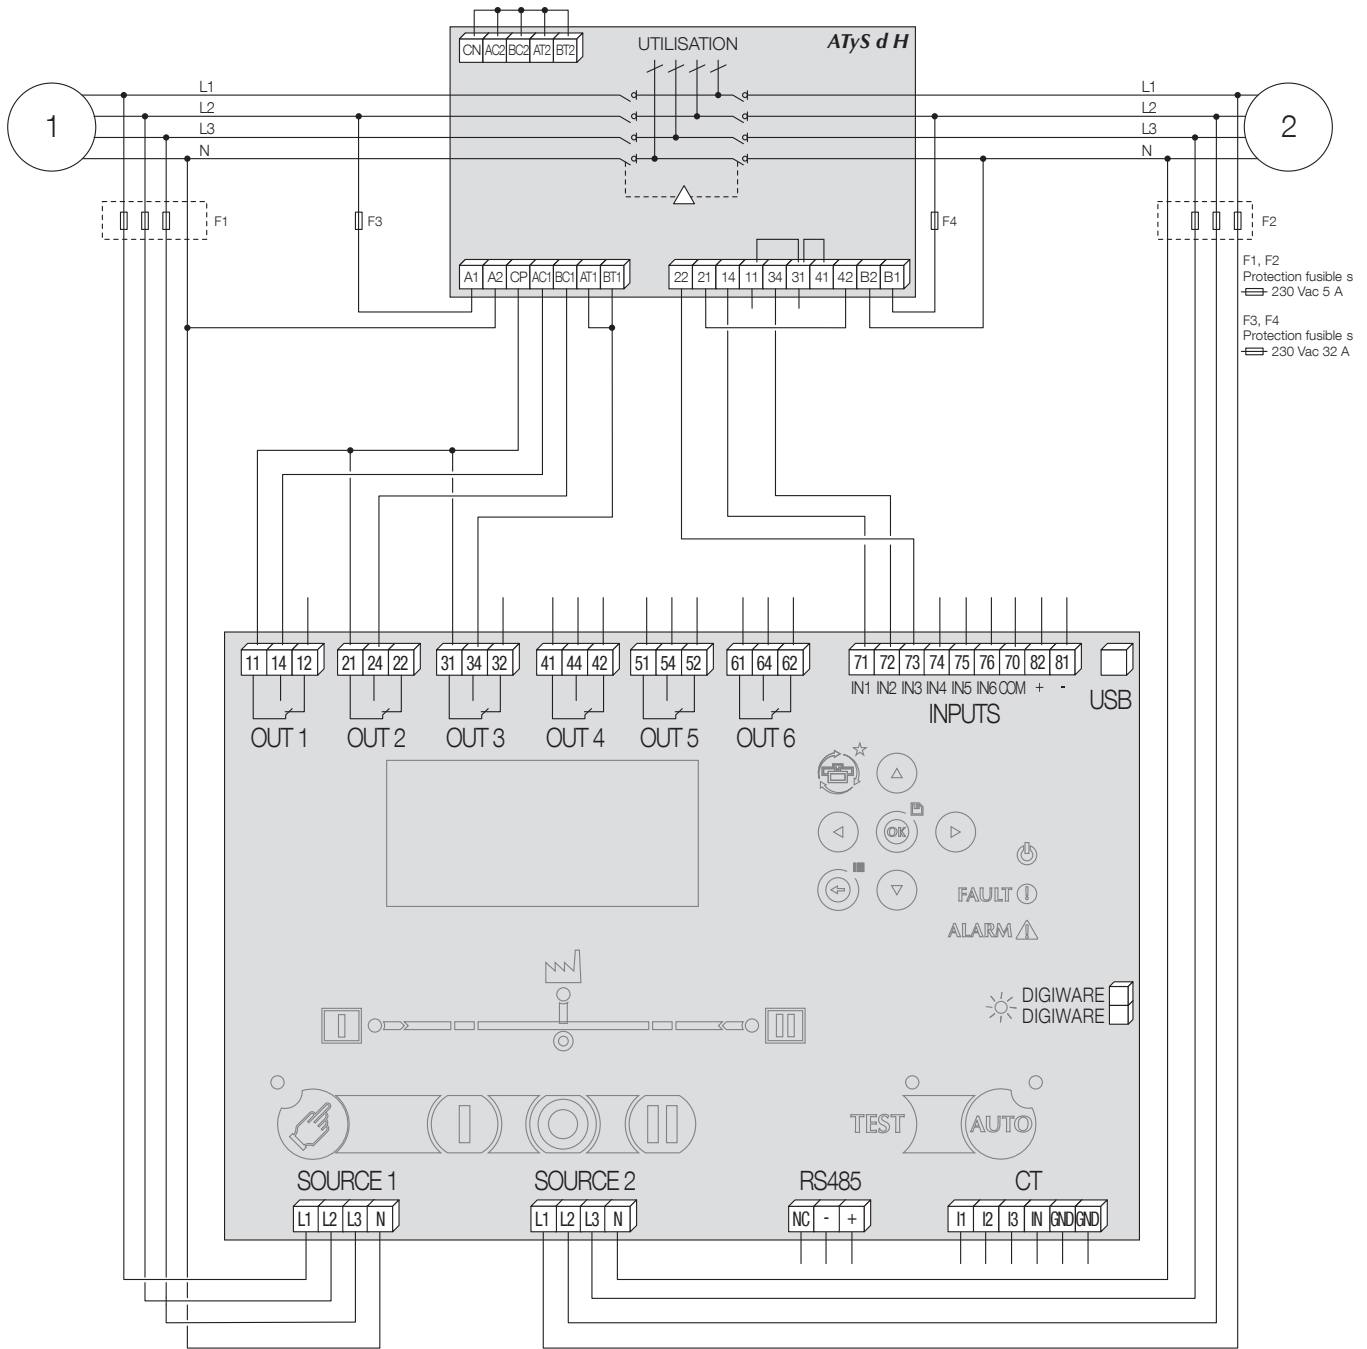 CN AC2 BC2 AT2 BT2
UTILISATION
ATyS d H
1
L1
L2
L3
N
L1
L2
L3
N
2
F1
F3
F4
F2
A1 A2 CP AC1 BC1 AT1 BT1
22 21 14 11 34 31 41 42 B2 B1
F1, F2
Protection fusible s
230 Vac 5 A
F3, F4
Protection fusible s
230 Vac 32 A
11 14 12
21 24 22
31 34 32
41 44 42
51 54 52
61 64 62
71 72 73 74 75 76 70 82 81
IN1 IN2 IN3 IN4 IN5 IN6 COM + -
INPUTS
USB
OUT 1
OUT 2
OUT 3
OUT 4
OUT 5
OUT 6
OK
FAULT
ALARM
DIGIWARE
DIGIWARE
I
II
I
II
TEST
AUTO
SOURCE 1
SOURCE 2
RS485
CT
L1 L2 L3 N
L1 L2 L3 N
NC - +
I1 I2 I3 IN GND GND